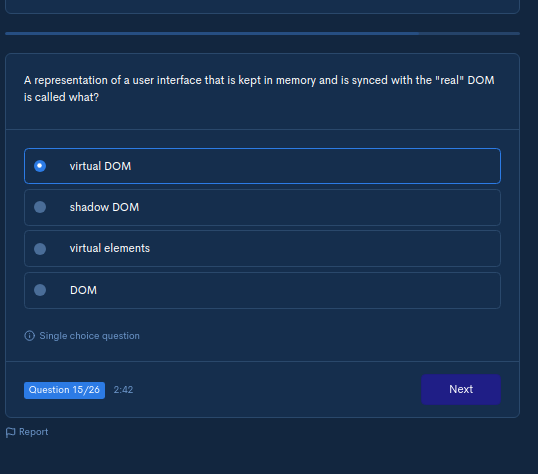 A representation of a user interface that is kept in memory and is synced with the "real" DOM
is called what?
virtual DOM
shadow DOM
virtual elements
DOM
Single choice question
Question 15/26 2:42 Next
Report